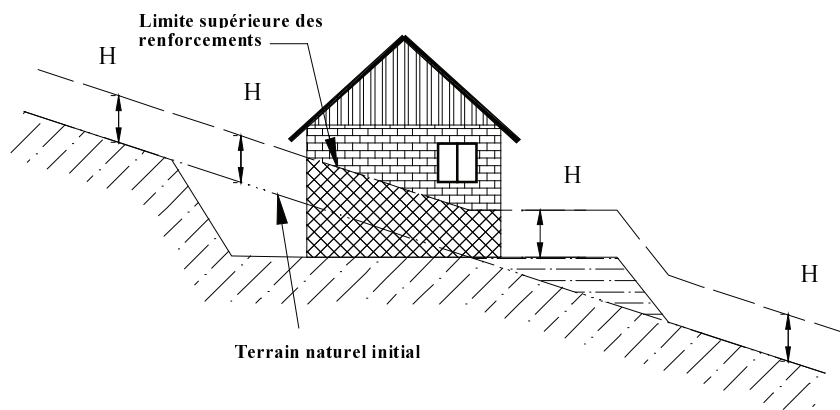 Limite supérieure des
renforcements
H
H
H
H
Terrain naturel initial